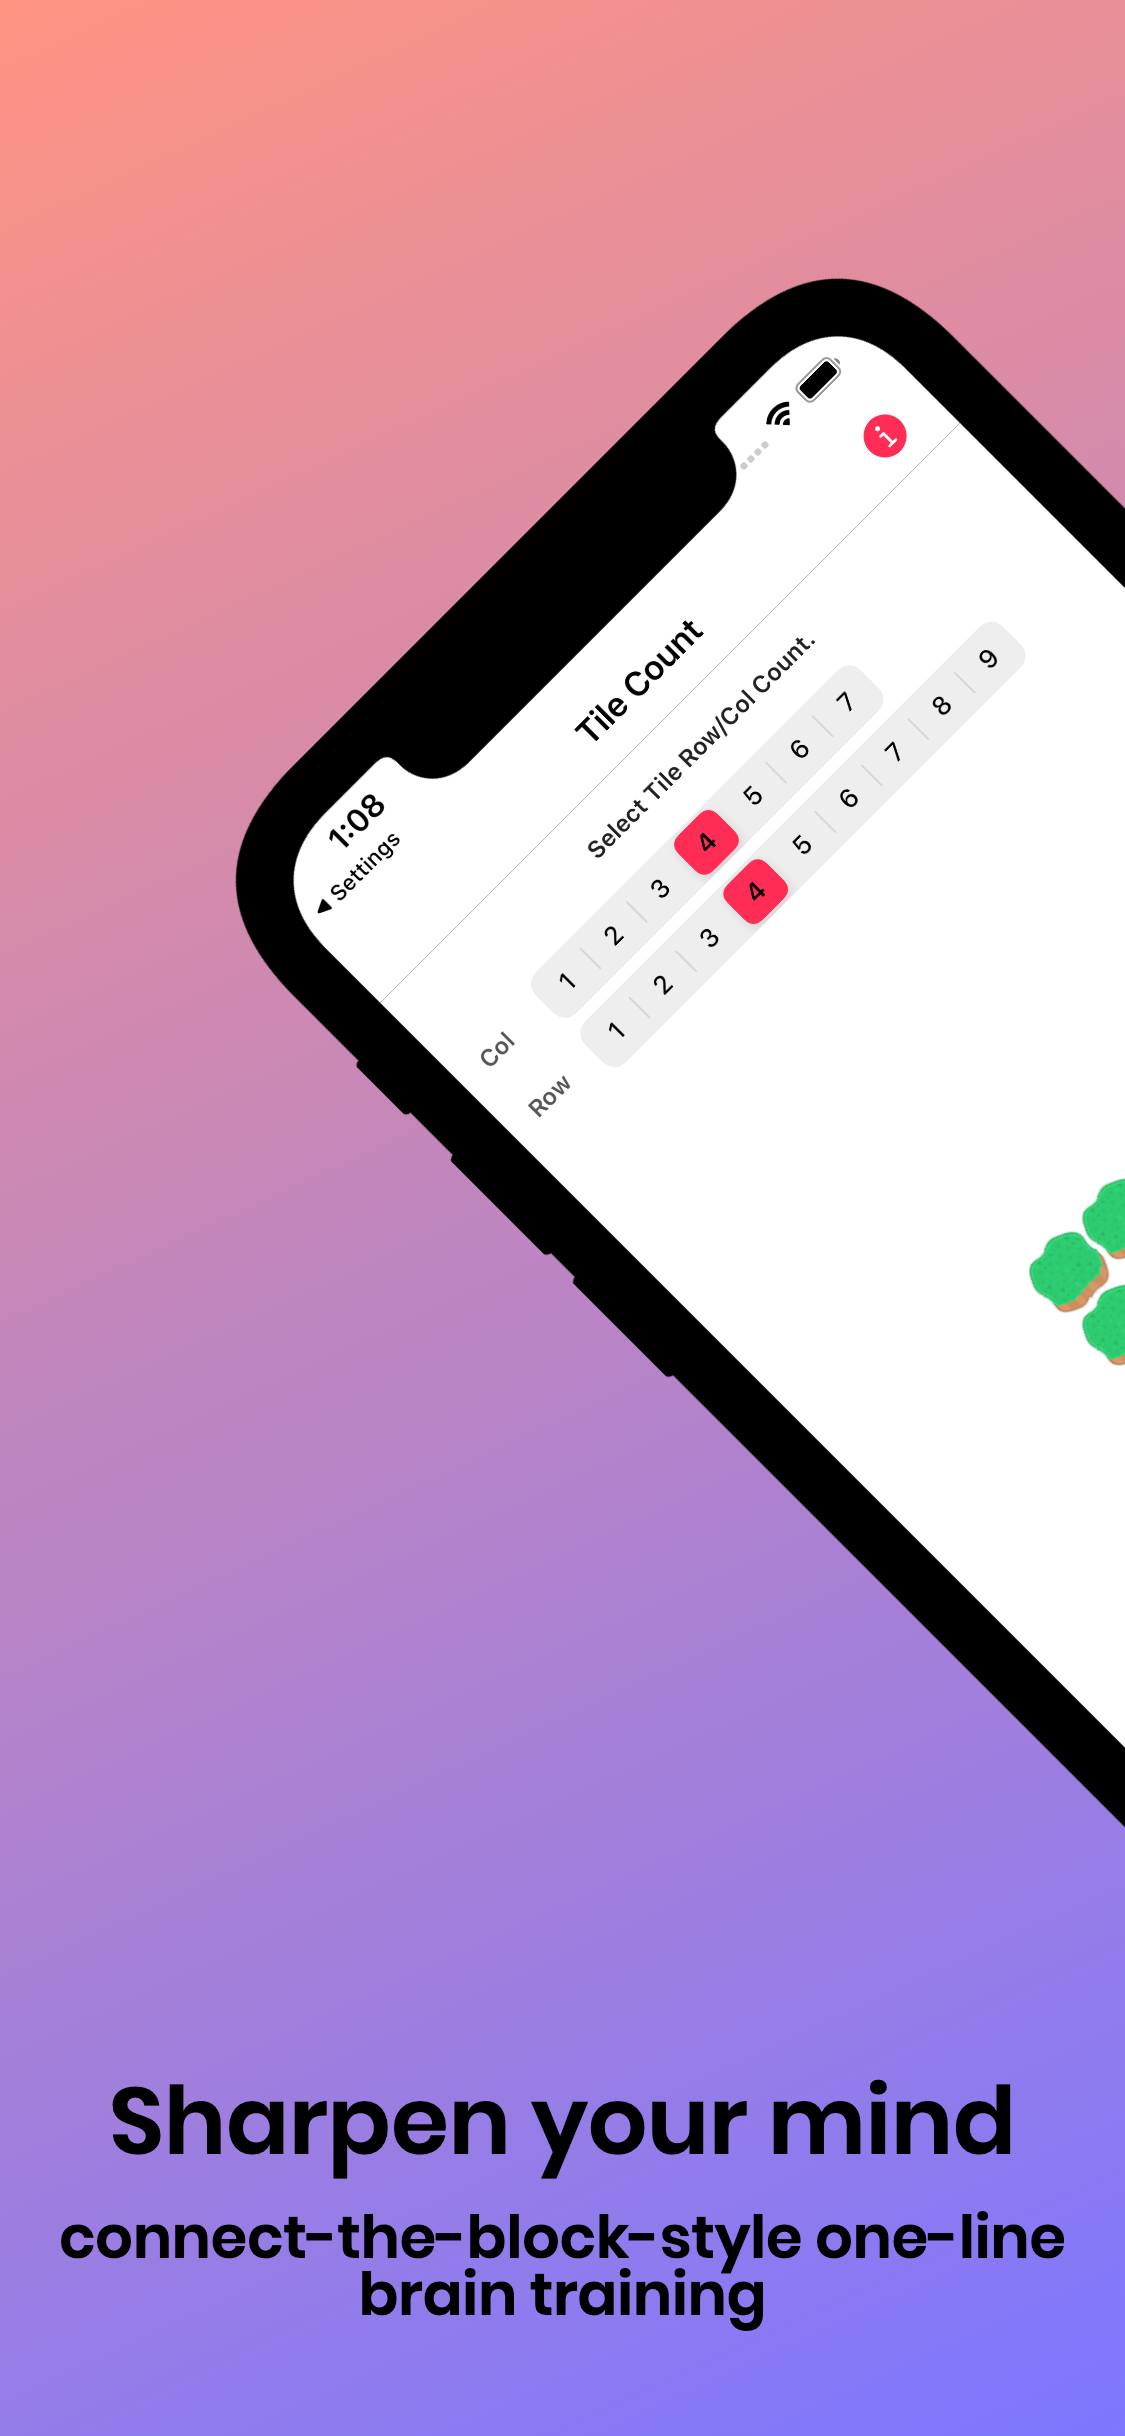 1:08
◀ Settings
Tile Count
Select Tile Row/Col Count.
Col 1 2 3 4 5 6 7
Row 1 2 3 4 5 6 7 8 9
Sharpen your mind
connect-the-block-style one-line
brain training